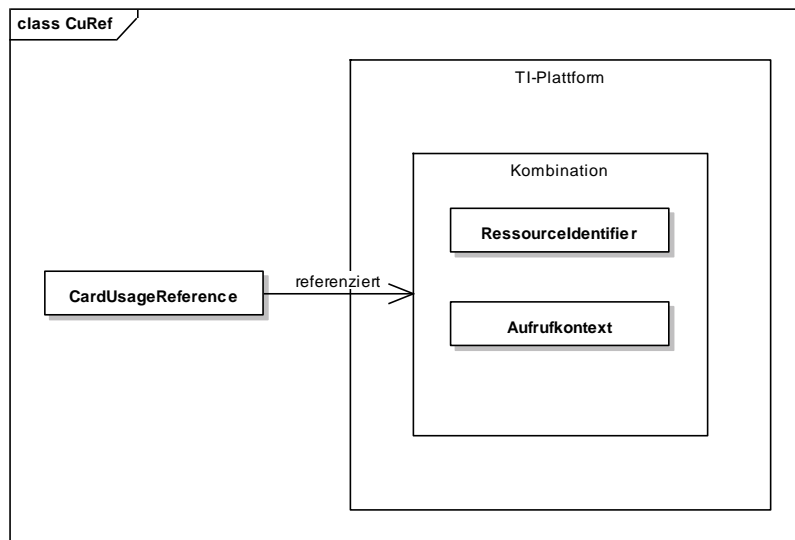 class CuRef
TI-Plattform
Kombination
RessourceIdentifier
referenziert
CardUsageReference
Aufrufkontext